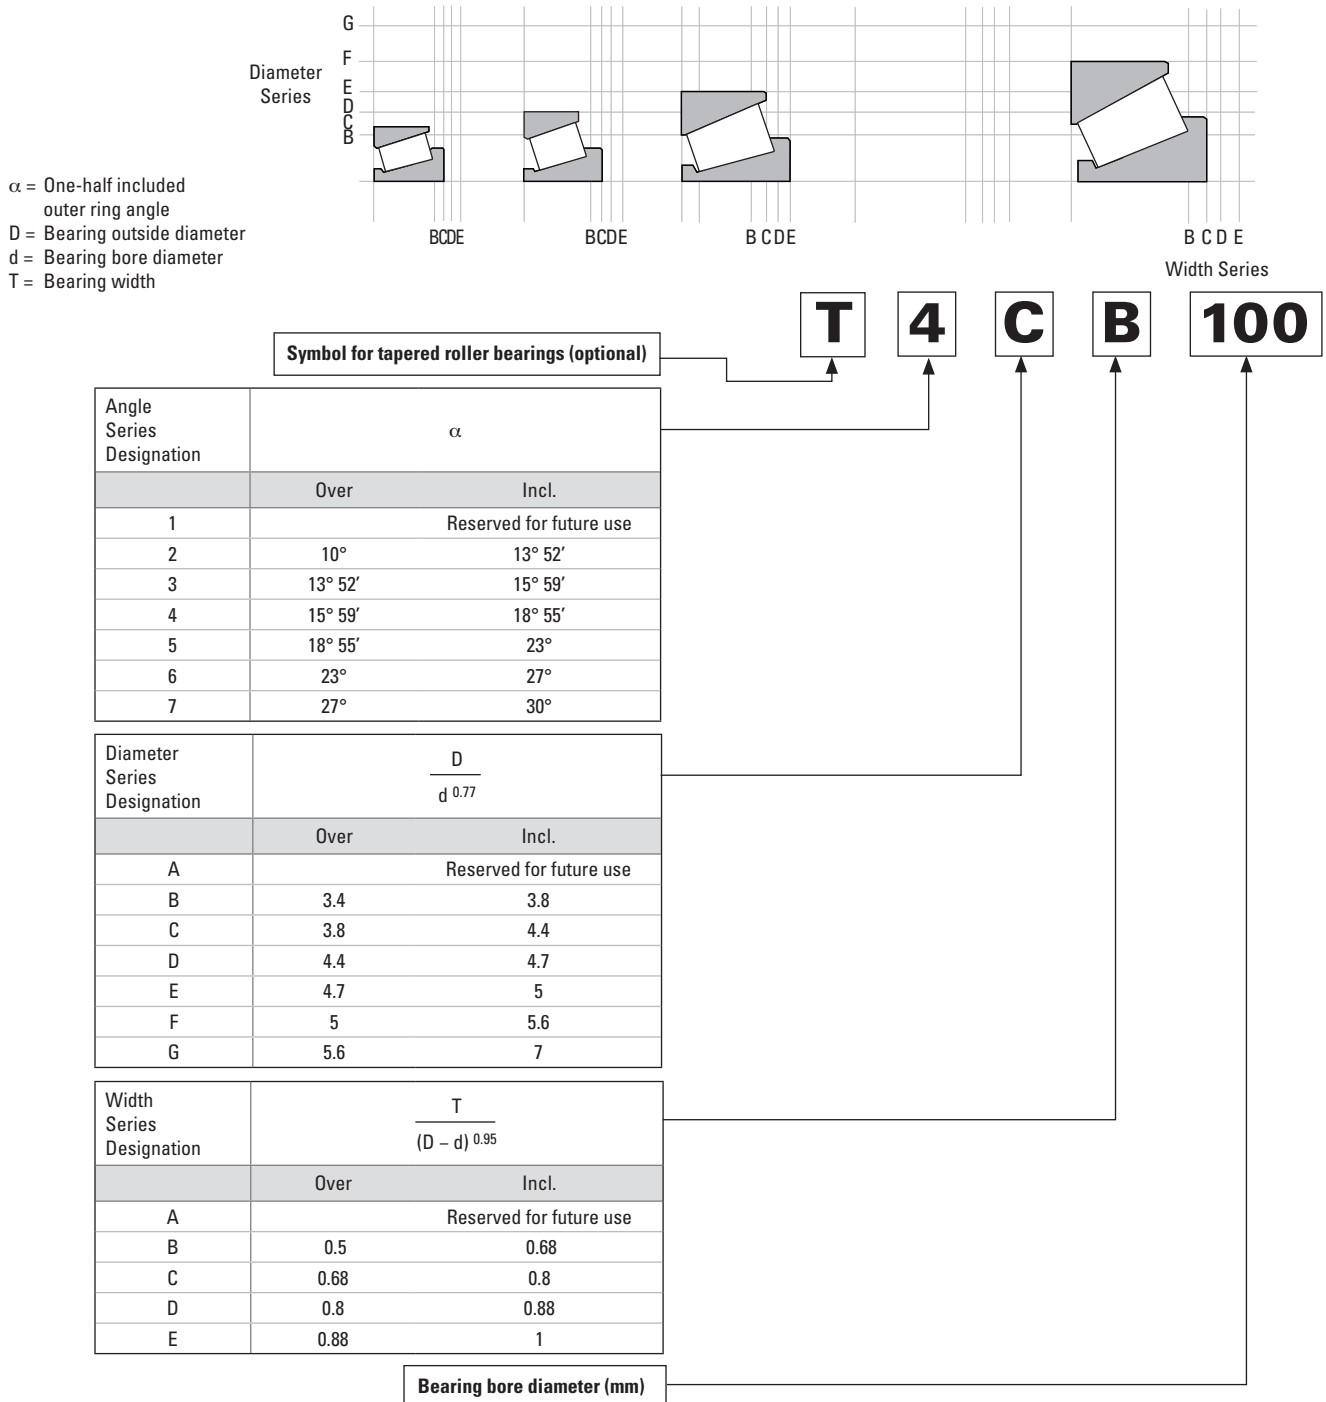 G
F
E
D
C
B
Diameter
Series
α = One-half included
outer ring angle
D = Bearing outside diameter
d = Bearing bore diameter
T = Bearing width
BCDE
BCDE
B C D E
B C D E
Width Series
T 4 C B 100
Symbol for tapered roller bearings (optional)
Angle
Series
Designation
α
Over Incl.
1 Reserved for future use
2 10° 13° 52′
3 13° 52′ 15° 59′
4 15° 59′ 18° 55′
5 18° 55′ 23°
6 23° 27°
7 27° 30°
Diameter
Series
Designation
D
d 0.77
Over Incl.
A Reserved for future use
B 3.4 3.8
C 3.8 4.4
D 4.4 4.7
E 4.7 5
F 5 5.6
G 5.6 7
Width
Series
Designation
T
(D – d) 0.95
Over Incl.
A Reserved for future use
B 0.5 0.68
C 0.68 0.8
D 0.8 0.88
E 0.88 1
Bearing bore diameter (mm)